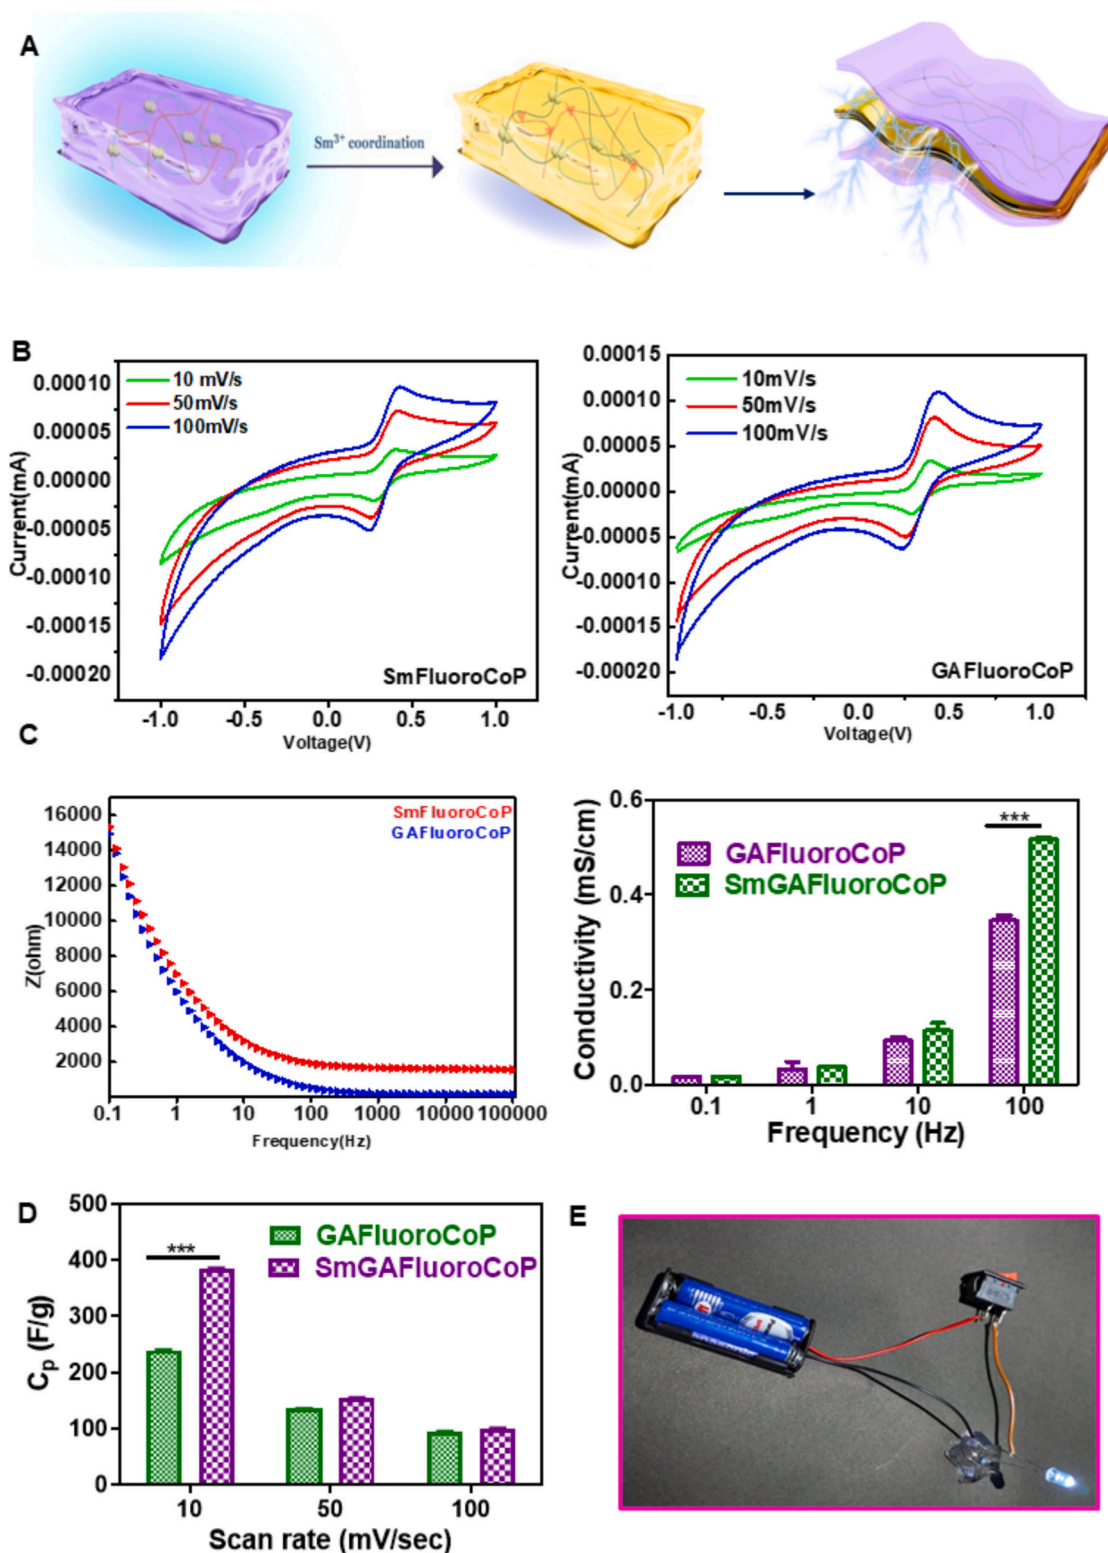 A
Sm³⁺ coordination
B
0.00010
0.00005
0.00000
-0.00005
-0.00010
-0.00015
-0.00020
Current(mA)
10 mV/s
50mV/s
100mV/s
SmFluoroCoP
-1.0
-0.5
0.0
0.5
1.0
Voltage(V)
0.00015
0.00010
0.00005
0.00000
-0.00005
-0.00010
-0.00015
-0.00020
Current(mA)
10mV/s
50mV/s
100mV/s
GAFluoroCoP
-1.0
-0.5
0.0
0.5
1.0
Voltage(V)
C
16000
14000
12000
10000
8000
6000
4000
2000
Z(ohm)
SmFluoroCoP
GAFluoroCoP
0.1
1
10
100
1000
10000
100000
Frequency(Hz)
0.6
0.4
0.2
0.0
Conductivity (mS/cm)
GAFluoroCoP
SmGAFluoroCoP
***
0.1
1
10
100
Frequency (Hz)
D
500
400
300
200
100
0
Cp (F/g)
GAFluoroCoP
SmGAFluoroCoP
***
10
50
100
Scan rate (mV/sec)
E